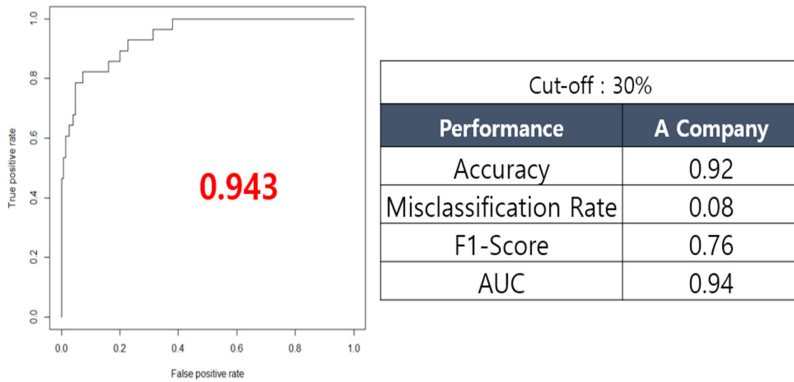 1.0
0.8
0.6
0.4
0.2
0.0
True positive rate
0.943
0.0 0.2 0.4 0.6 0.8 1.0
False positive rate
Cut-off : 30%
Performance A Company
Accuracy 0.92
Misclassification Rate 0.08
F1-Score 0.76
AUC 0.94